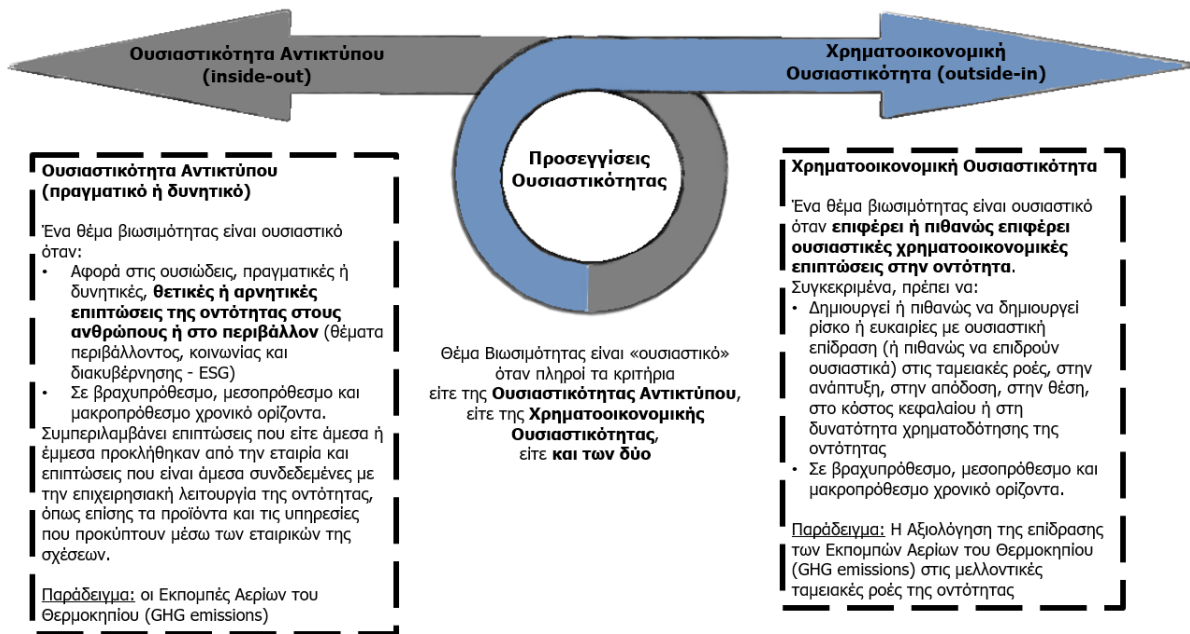 Ουσιαστικότητα Αντικτύπου
(inside-out)
Χρηματοοικονομική
Ουσιαστικότητα (outside-in)
Προσεγγίσεις
Ουσιαστικότητας
Ουσιαστικότητα Αντικτύπου
(πραγματικό ή δυνητικό)
Ένα θέμα βιωσιμότητας είναι ουσιαστικό
όταν:
• Αφορά στις ουσιώδεις, πραγματικές ή
δυνητικές, θετικές ή αρνητικές
επιπτώσεις της οντότητας στους
ανθρώπους ή στο περιβάλλον (θέματα
περιβάλλοντος, κοινωνίας και
διακυβέρνησης - ESG)
• Σε βραχυπρόθεσμο, μεσοπρόθεσμο και
μακροπρόθεσμο χρονικό ορίζοντα.
Συμπεριλαμβάνει επιπτώσεις που είτε άμεσα ή
έμμεσα προκλήθηκαν από την εταιρία και
επιπτώσεις που είναι άμεσα συνδεδεμένες με
την επιχειρησιακή λειτουργία της οντότητας,
όπως επίσης τα προϊόντα και τις υπηρεσίες
που προκύπτουν μέσω των εταιρικών της
σχέσεων.
Παράδειγμα: οι Εκπομπές Αερίων του
Θερμοκηπίου (GHG emissions)
Θέμα Βιωσιμότητας είναι «ουσιαστικό»
όταν πληροί τα κριτήρια
είτε της Ουσιαστικότητας Αντικτύπου,
είτε της Χρηματοοικονομικής
Ουσιαστικότητας,
είτε και των δύο
Χρηματοοικονομική Ουσιαστικότητα
Ένα θέμα βιωσιμότητας είναι ουσιαστικό
όταν επιφέρει ή πιθανώς επιφέρει
ουσιαστικές χρηματοοικονομικές
επιπτώσεις στην οντότητα.
Συγκεκριμένα, πρέπει να:
• Δημιουργεί ή πιθανώς να δημιουργεί
ρίσκο ή ευκαιρίες με ουσιαστική
επίδραση (ή πιθανώς να επιδρούν
ουσιαστικά) στις ταμειακές ροές, στην
ανάπτυξη, στην απόδοση, στην θέση,
στο κόστος κεφαλαίου ή στη
δυνατότητα χρηματοδότησης της
οντότητας
• Σε βραχυπρόθεσμο, μεσοπρόθεσμο και
μακροπρόθεσμο χρονικό ορίζοντα.
Παράδειγμα: Η Αξιολόγηση της επίδρασης
των Εκπομπών Αερίων του Θερμοκηπίου
(GHG emissions) στις μελλοντικές
ταμειακές ροές της οντότητας